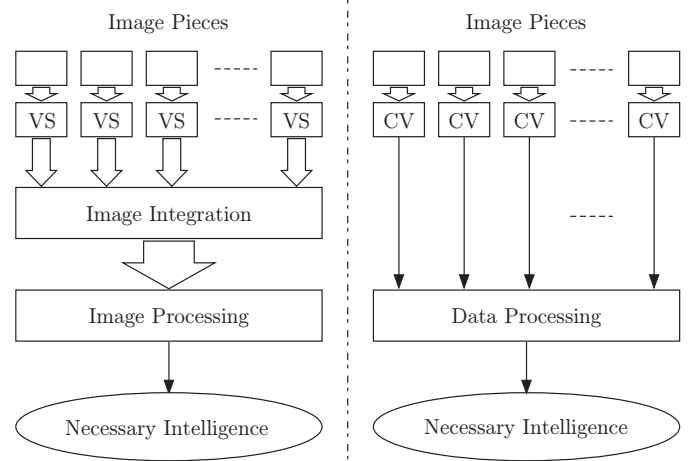 Image Pieces
VS VS VS VS
Image Integration
Image Processing
Necessary Intelligence
Image Pieces
CV CV CV CV
Data Processing
Necessary Intelligence